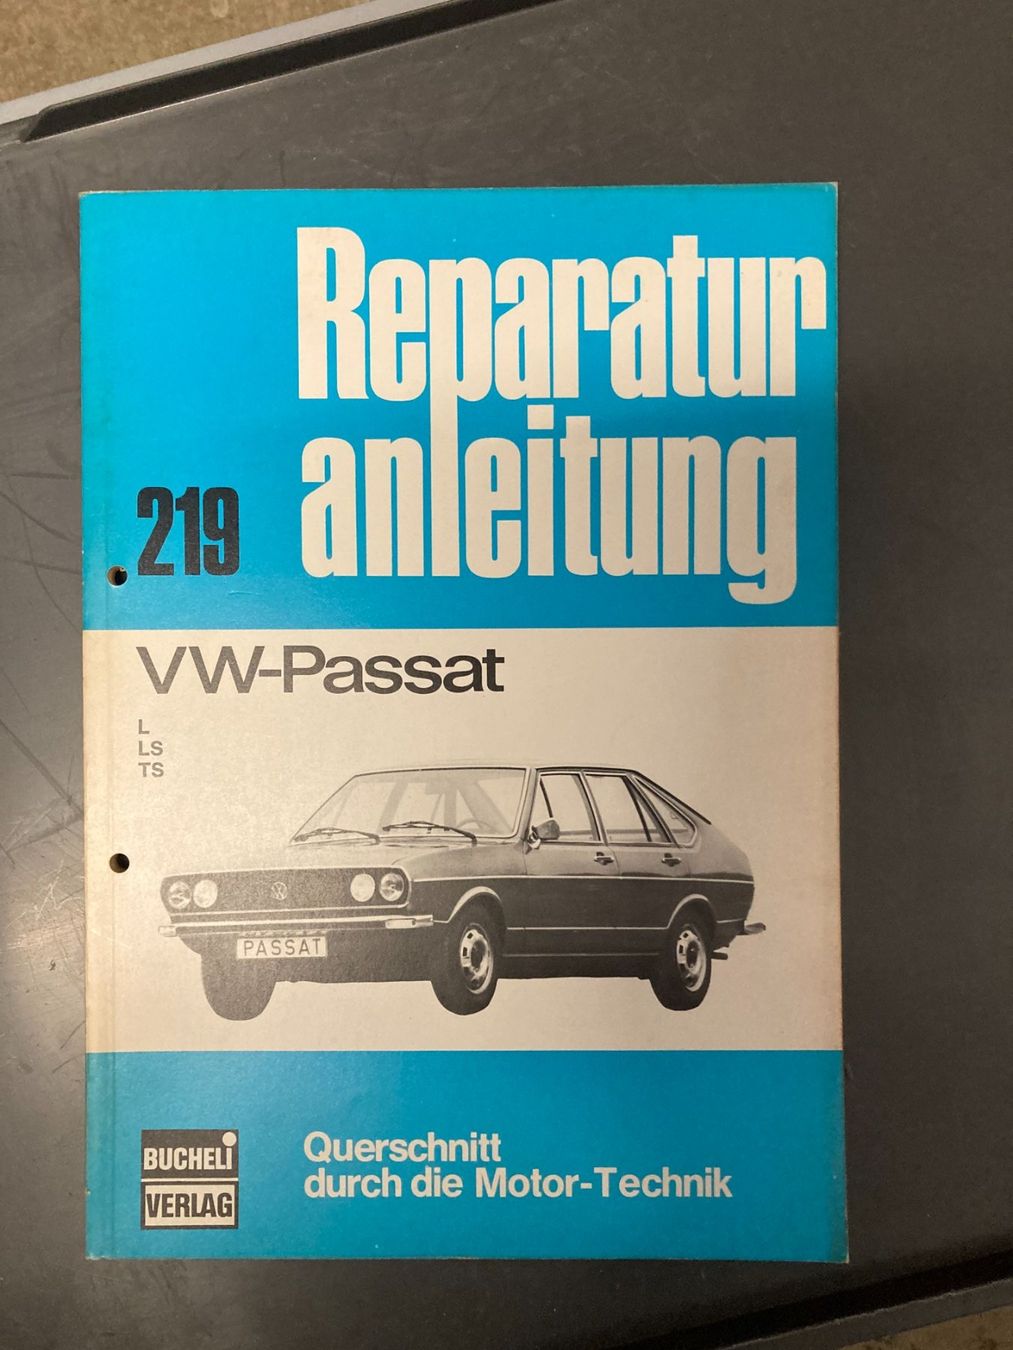 Reparatur
anleitung
219
VW-Passat
L
LS
TS
PASSAT
BUCHELi
VERLAG
Querschnitt
durch die Motor-Technik